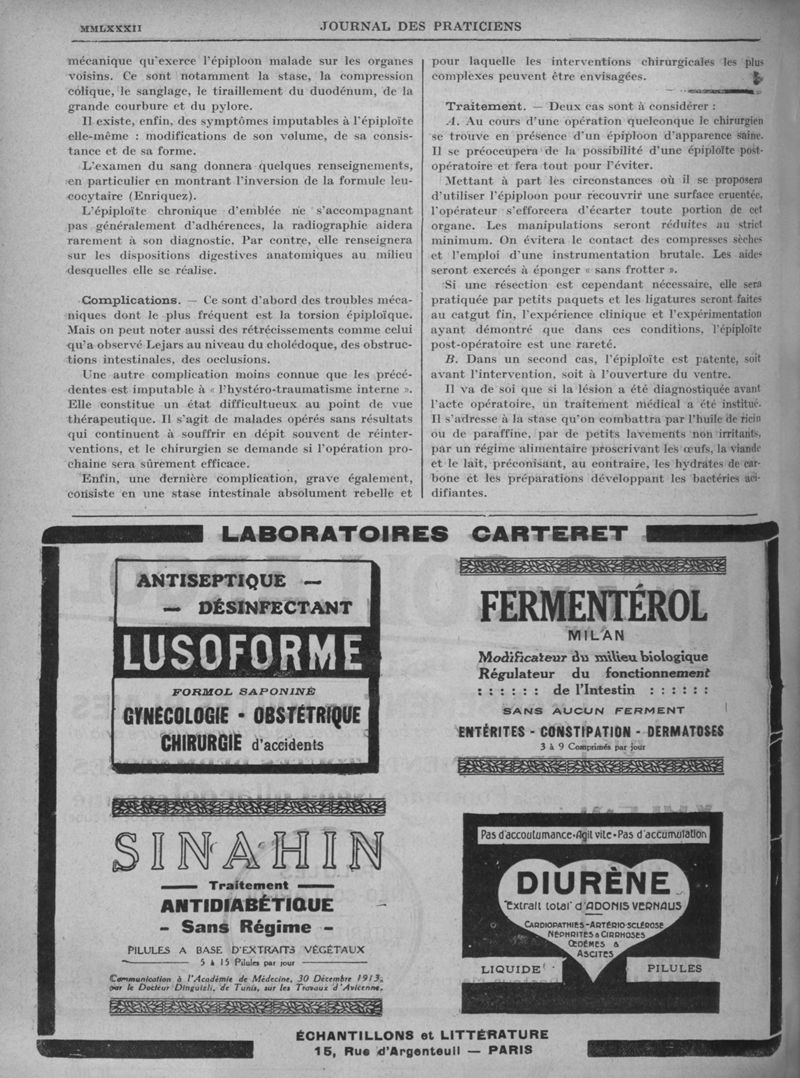 MMLXXXII
JOURNAL DES PRATICIENS
mécanique qu'exerce l'épiploon malade sur les organes
voisins. Ce sont notamment la stase, la compression
colique, le sanglage, le tiraillement du duodénum, de la
grande courbure et du pylore.
Il existe, enfin, des symptômes imputables à l'épiploïte
elle-même : modifications de son volume, de sa consis-
tance et de sa forme.
L'examen du sang donnera quelques renseignements,
en particulier en montrant l'inversion de la formule leu-
cocytaire (Enriquez).
L'épiploïte chronique d'emblée ne s'accompagnant
pas généralement d'adhérences, la radiographie aidera
rarement à son diagnostic. Par contre, elle renseignera
sur les dispositions digestives anatomiques au milieu
desquelles elle se réalise.
Complications. — Ce sont d'abord des troubles méca-
niques dont le plus fréquent est la torsion épiploïque.
Mais on peut noter aussi des rétrécissements comme celui
qu'a observé Lejars au niveau du cholédoque, des obstruc-
tions intestinales, des occlusions.
Une autre complication moins connue que les précé-
dentes est imputable à « l'hystéro-traumatisme interne ».
Elle constitue un état difficultueux au point de vue
thérapeutique. Il s'agit de malades opérés sans résultats
qui continuent à souffrir en dépit souvent de réinter-
ventions, et le chirurgien se demande si l'opération pro-
chaine sera sûrement efficace.
Enfin, une dernière complication, grave également,
consiste en une stase intestinale absolument rebelle et
pour laquelle les interventions chirurgicales les plus
complexes peuvent être envisagées.
Traitement. — Deux cas sont à considérer :
A. Au cours d'une opération quelconque le chirurgien
se trouve en présence d'un épiploon d'apparence saine.
Il se préoccupera de la possibilité d'une épiploïte post-
opératoire et fera tout pour l'éviter.
Mettant à part les circonstances où il se proposera
d'utiliser l'épiploon pour recouvrir une surface cruentée,
l'opérateur s'efforcera d'écarter toute portion de cet
organe. Les manipulations seront réduites au strict
minimum. On évitera le contact des compresses sèches
et l'emploi d'une instrumentation brutale. Les aides
seront exercés à éponger « sans frotter ».
Si une résection est cependant nécessaire, elle sera
pratiquée par petits paquets et les ligatures seront faites
au catgut fin, l'expérience clinique et l'expérimentation
ayant démontré que dans ces conditions, l'épiploïte
post-opératoire est une rareté.
B. Dans un second cas, l'épiploïte est patente, soit
avant l'intervention, soit à l'ouverture du ventre.
Il va de soi que si la lésion a été diagnostiquée avant
l'acte opératoire, un traitement médical a été institué.
Il s'adresse à la stase qu'on combattra par l'huile de ricin
ou de paraffine, par de petits lavements non irritants,
par un régime alimentaire proscrivant les œufs, la viande
et le lait, préconisant, au contraire, les hydrates de car-
bone et les préparations développant les bactéries aci-
difiantes.
LABORATOIRES CARTERET
ANTISEPTIQUE —
— DÉSINFECTANT
LUSOFORME
FORMOL SAPONINÉ
GYNÉCOLOGIE - OBSTÉTRIQUE
CHIRURGIE d'accidents
FERMENTÉROL
MILAN
Modificateur du milieu biologique
Régulateur du fonctionnement
: : : : : : de l'Intestin : : : : : :
SANS AUCUN FERMENT
ENTÉRITES - CONSTIPATION - DERMATOSES
3 à 9 Comprimés par jour
SINAHIN
Traitement
ANTIDIABÉTIQUE
- Sans Régime -
PILULES A BASE D'EXTRAITS VÉGÉTAUX
5 à 15 Pilules par jour
Communication à l'Académie de Médecine, 30 Décembre 1913,
par le Docteur Dinguizli, de Tunis, sur les Travaux d'Avicenne.
Pas d'accoutumance-Agit vite-Pas d'accumulation
DIURÈNE
"Extrait total" d'ADONIS VERNALIS
CARDIOPATHIES-ARTÉRIO-SCLÉROSE
NÉPHRITES & CIRRHOSES
ŒDÈMES &
ASCITES
LIQUIDE
PILULES
ÉCHANTILLONS et LITTÉRATURE
15, Rue d'Argenteuil — PARIS